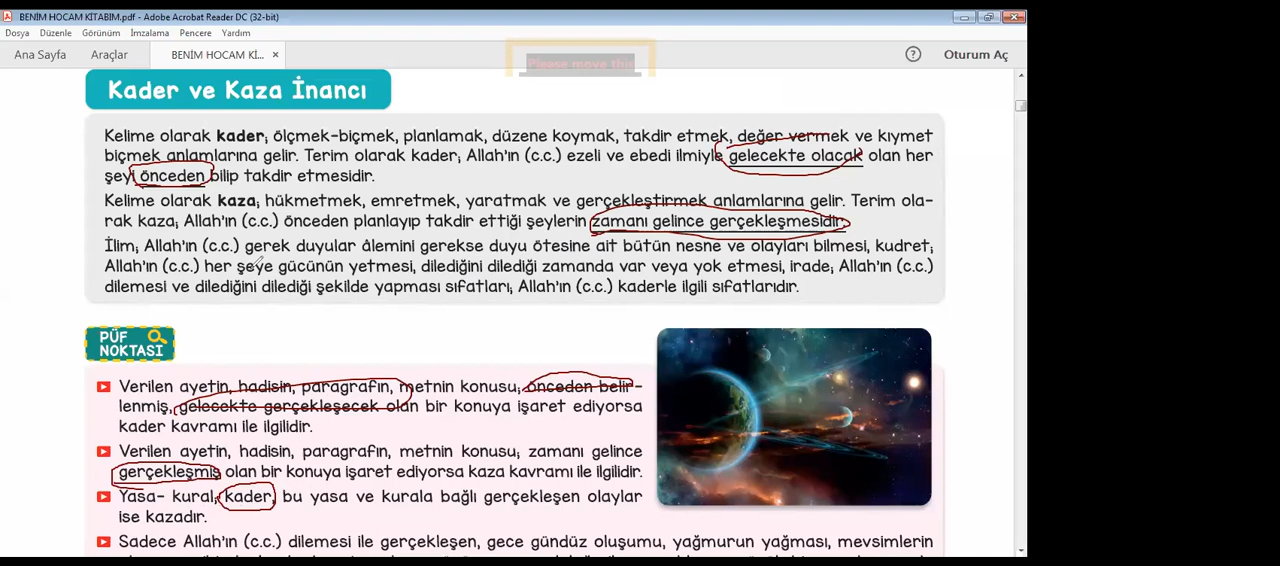 BENİM HOCAM KİTABIM.pdf - Adobe Acrobat Reader DC (32-bit)
Dosya Düzenle Görünüm İmzalama Pencere Yardım
Ana Sayfa Araçlar BENİM HOCAM Kİ... × Oturum Aç
Please move this
Kader ve Kaza İnancı
Kelime olarak kader; ölçmek-biçmek, planlamak, düzene koymak, takdir etmek, değer vermek ve kıymet
biçmek anlamlarına gelir. Terim olarak kader; Allah'ın (c.c.) ezeli ve ebedi ilmiyle gelecekte olacak olan her
şeyi önceden bilip takdir etmesidir.
Kelime olarak kaza; hükmetmek, emretmek, yaratmak ve gerçekleştirmek anlamlarına gelir. Terim ola-
rak kaza; Allah'ın (c.c.) önceden planlayıp takdir ettiği şeylerin zamanı gelince gerçekleşmesidir.
İlim; Allah'ın (c.c.) gerek duyular âlemini gerekse duyu ötesine ait bütün nesne ve olayları bilmesi, kudret;
Allah'ın (c.c.) her şeye gücünün yetmesi, dilediğini dilediği zamanda var veya yok etmesi, irade; Allah'ın (c.c.)
dilemesi ve dilediğini dilediği şekilde yapması sıfatları; Allah'ın (c.c.) kaderle ilgili sıfatlarıdır.
PÜF
NOKTASI
Verilen ayetin, hadisin, paragrafın, metnin konusu; önceden belir-
lenmiş, gelecekte gerçekleşecek olan bir konuya işaret ediyorsa
kader kavramı ile ilgilidir.
Verilen ayetin, hadisin, paragrafın, metnin konusu; zamanı gelince
gerçekleşmiş olan bir konuya işaret ediyorsa kaza kavramı ile ilgilidir.
Yasa- kural; kader, bu yasa ve kurala bağlı gerçekleşen olaylar
ise kazadır.
Sadece Allah'ın (c.c.) dilemesi ile gerçekleşen, gece gündüz oluşumu, yağmurun yağması, mevsimlerin